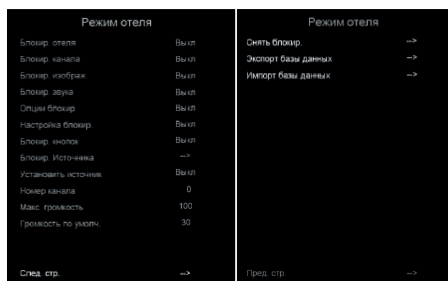 Режим отеля
Блокир. отеля Выкл
Блокир. канала Выкл
Блокир. изображ Выкл
Блокир. звука Выкл
Опции блокир. Выкл
Настройка блокир. Выкл
Блокир. кнопок Выкл
Блокир. Источника -->
Установить источник Выкл
Номер канала 0
Макс. громкость 100
Громкость по умолч. 30
След. стр. -->
Режим отеля
Снять блокир. -->
Экспорт базы данных -->
Импорт базы данных -->
Пред. стр. -->